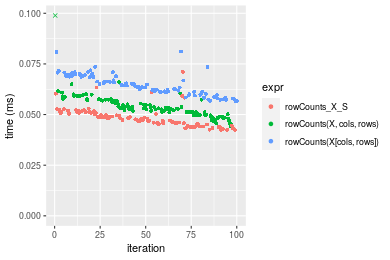 0.100
0.075
0.050
0.025
0.000
time (ms)
0
25
50
75
100
iteration
expr
rowCounts_X_S
rowCounts(X, cols, rows)
rowCounts(X[cols, rows])